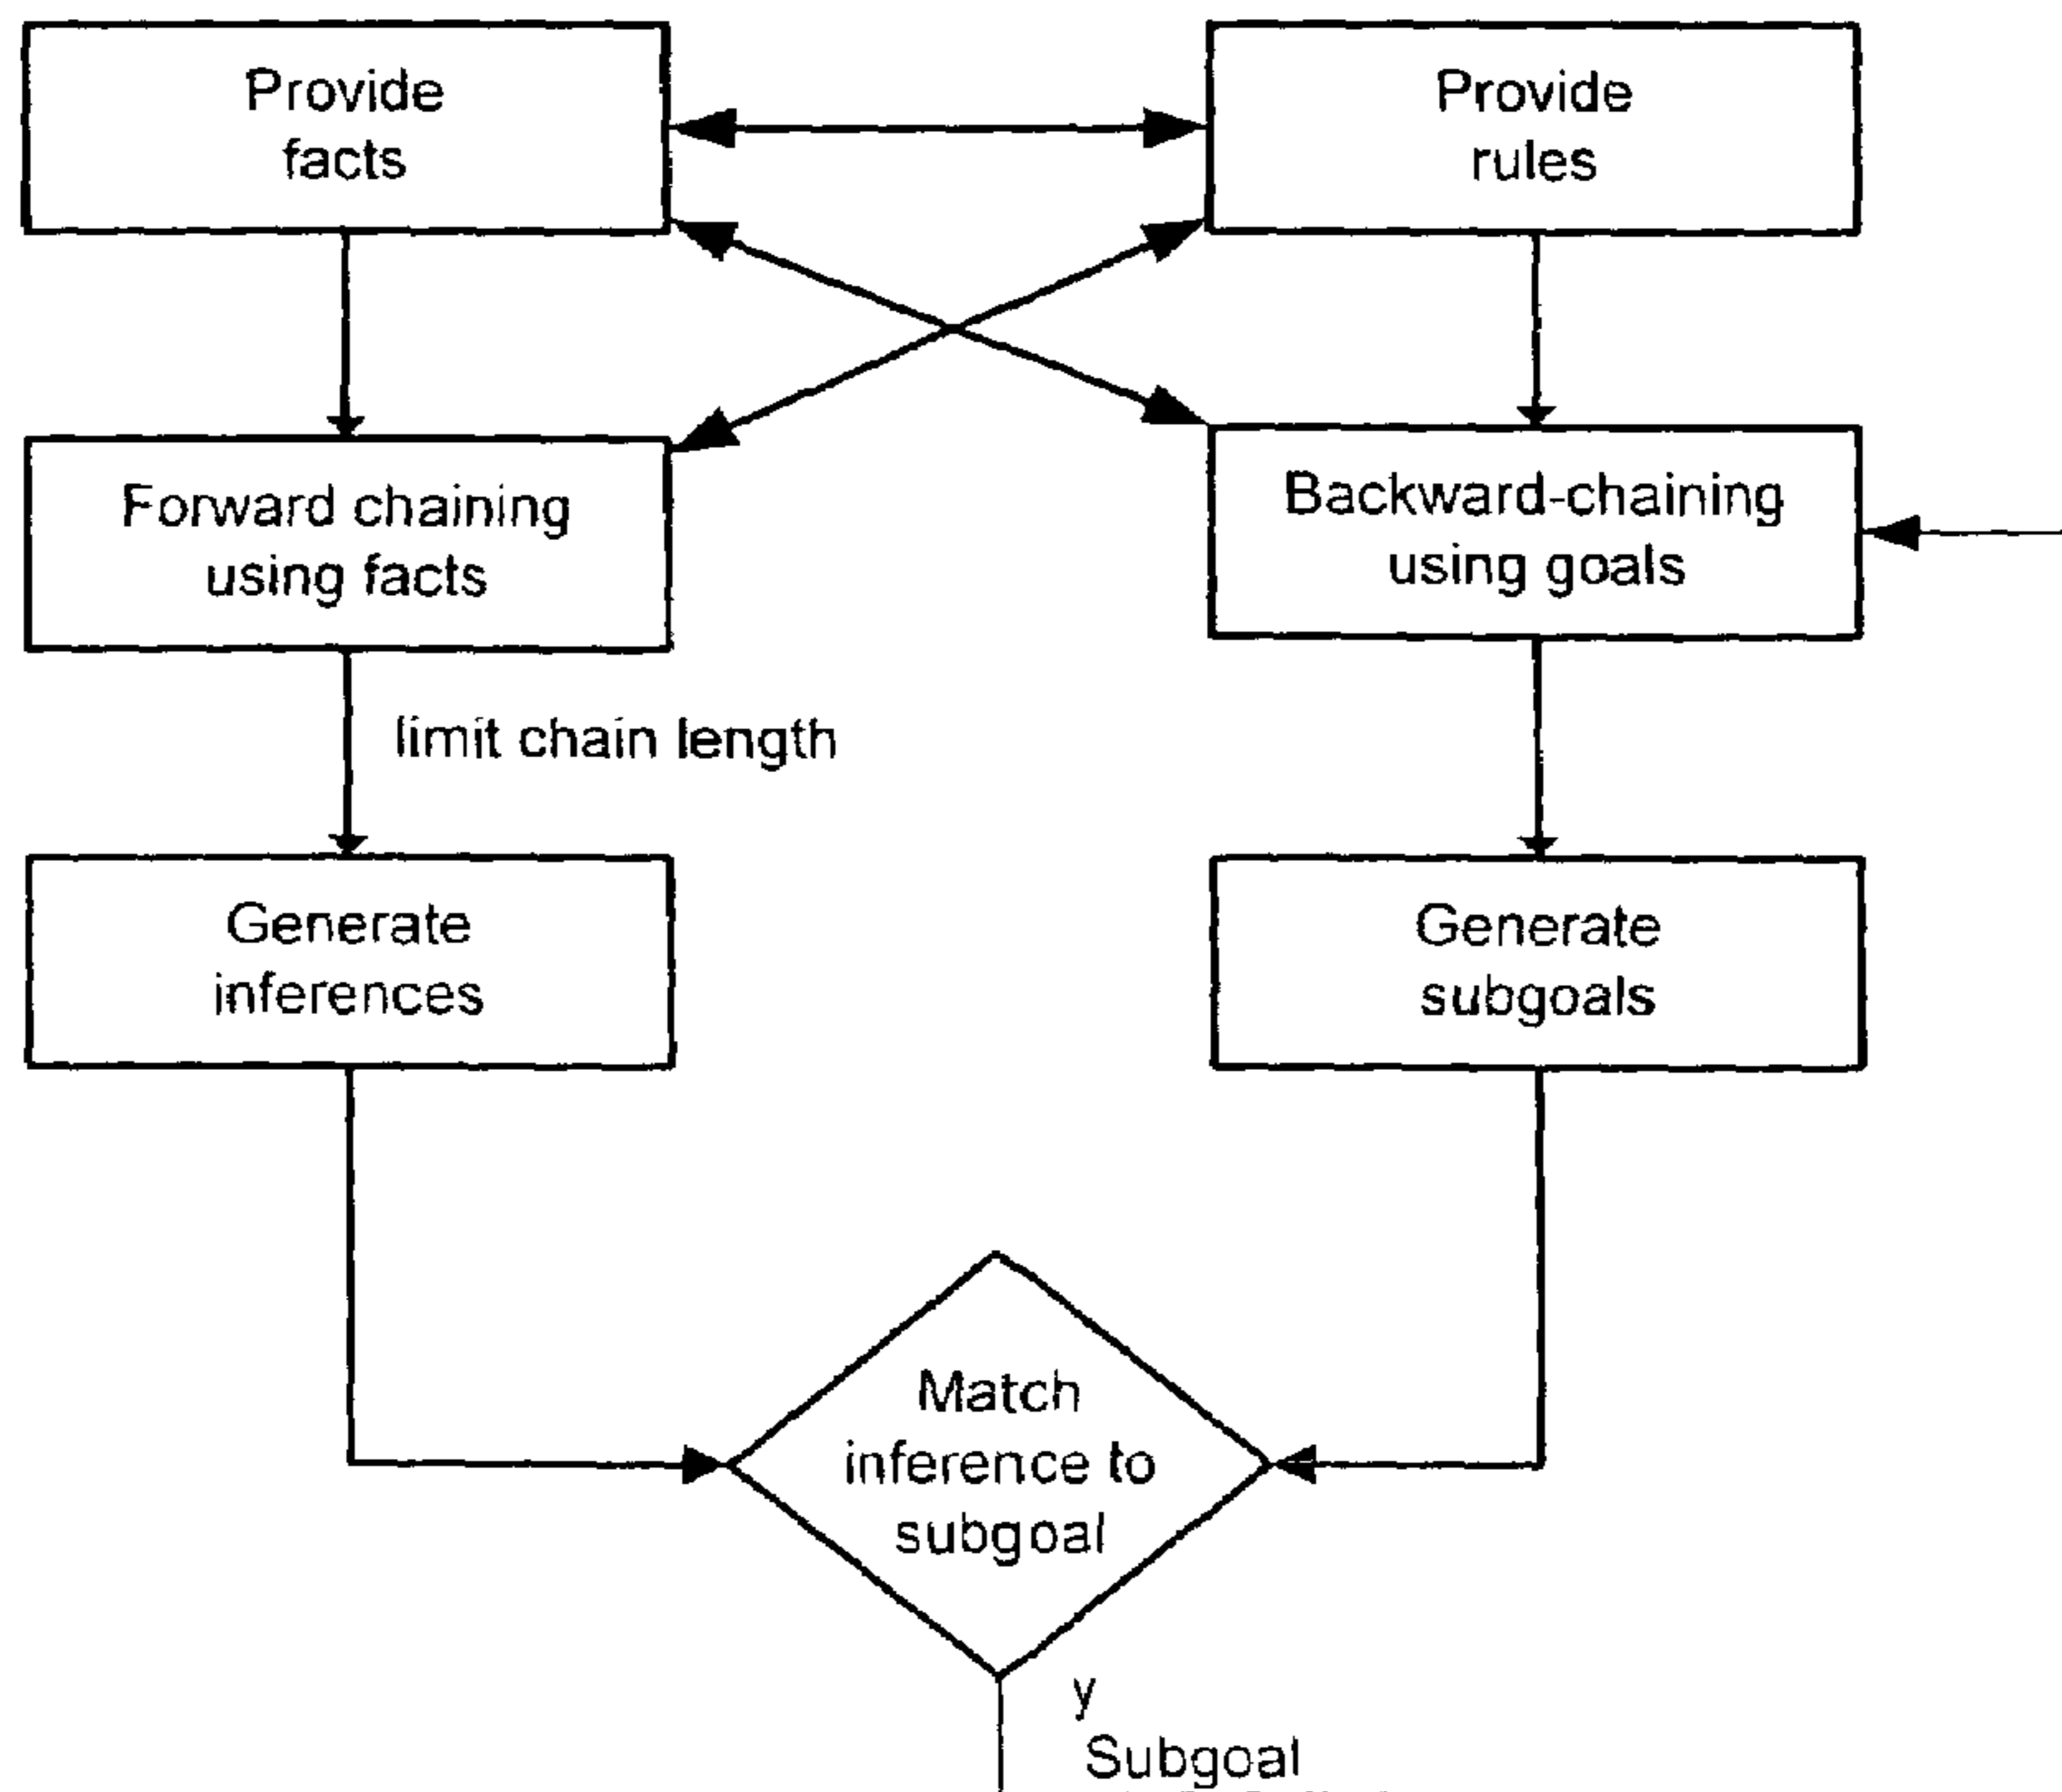 Provide
facts
Provide
rules
Forward chaining
using facts
Backward-chaining
using goals
limit chain length
Generate
inferences
Generate
subgoals
Match
inference to
subgoal
y
Subgoal